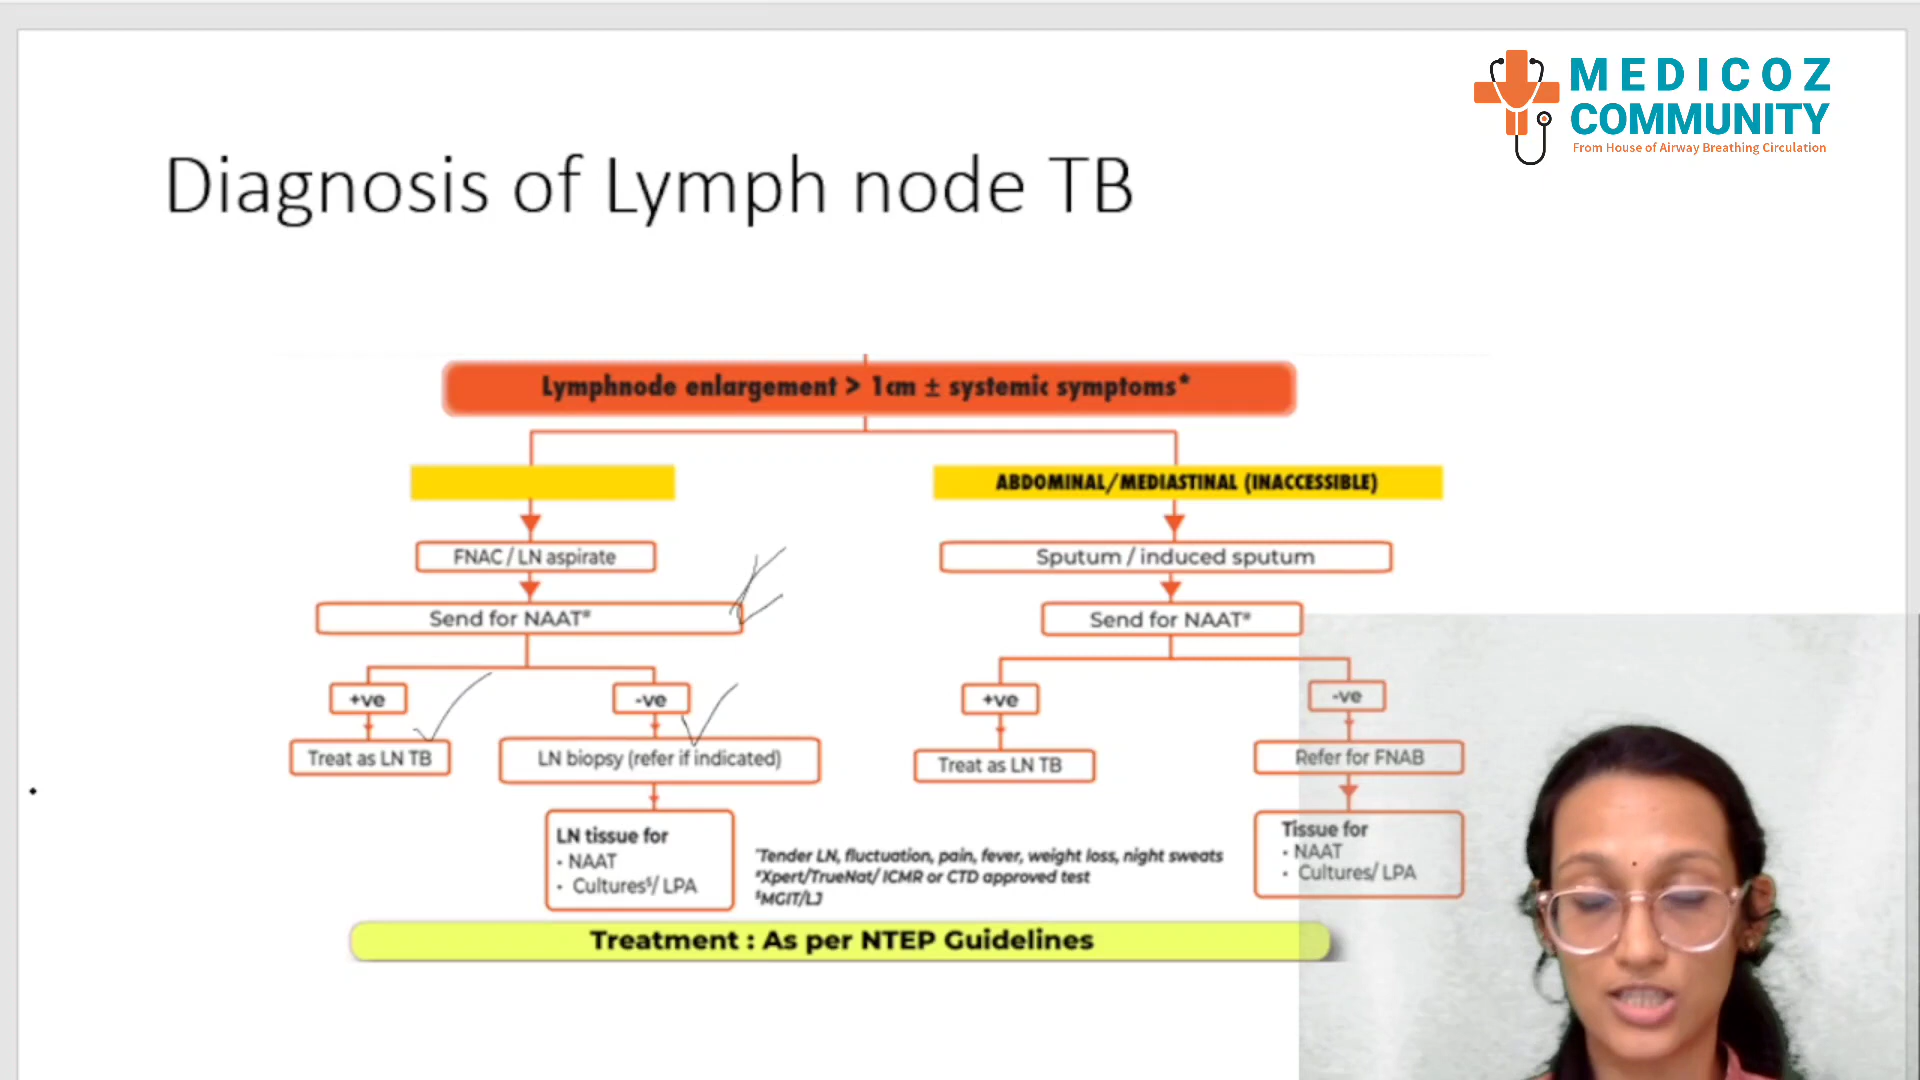 MEDICOZ
COMMUNITY
From House of Airway Breathing Circulation
Diagnosis of Lymph node TB
Lymphnode enlargement > 1cm ± systemic symptoms*
ABDOMINAL/MEDIASTINAL (INACCESSIBLE)
FNAC / LN aspirate
Sputum / induced sputum
Send for NAAT#
Send for NAAT#
+ve
-ve
+ve
-ve
Treat as LN TB
LN biopsy (refer if indicated)
Treat as LN TB
Refer for FNAB
LN tissue for
• NAAT
• Cultures$/ LPA
*Tender LN, fluctuation, pain, fever, weight loss, night sweats
#Xpert/TrueNat/ ICMR or CTD approved test
$MGIT/LJ
Tissue for
• NAAT
• Cultures/ LPA
Treatment : As per NTEP Guidelines